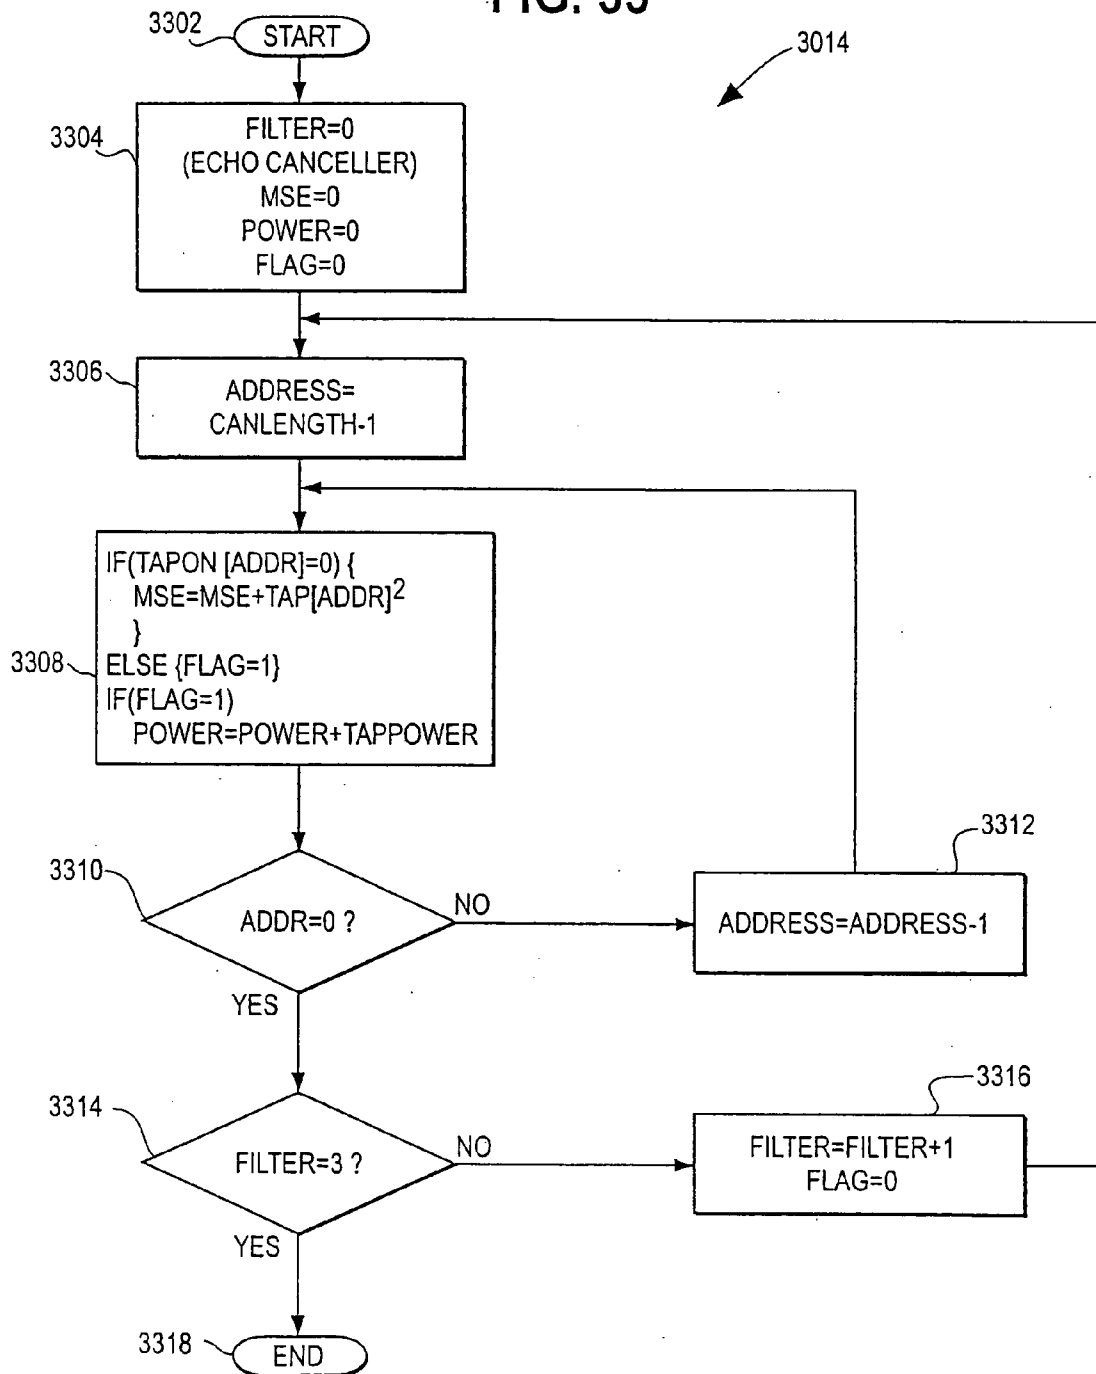 FIG. 33
3302
START
3014
3304
FILTER=0
(ECHO CANCELLER)
MSE=0
POWER=0
FLAG=0
3306
ADDRESS=
CANLENGTH-1
IF(TAPON [ADDR]=0) {
MSE=MSE+TAP[ADDR]²
}
3308
ELSE {FLAG=1}
IF(FLAG=1)
POWER=POWER+TAPPOWER
3310
ADDR=0 ?
NO
3312
ADDRESS=ADDRESS-1
YES
3314
FILTER=3 ?
NO
3316
FILTER=FILTER+1
FLAG=0
YES
3318
END